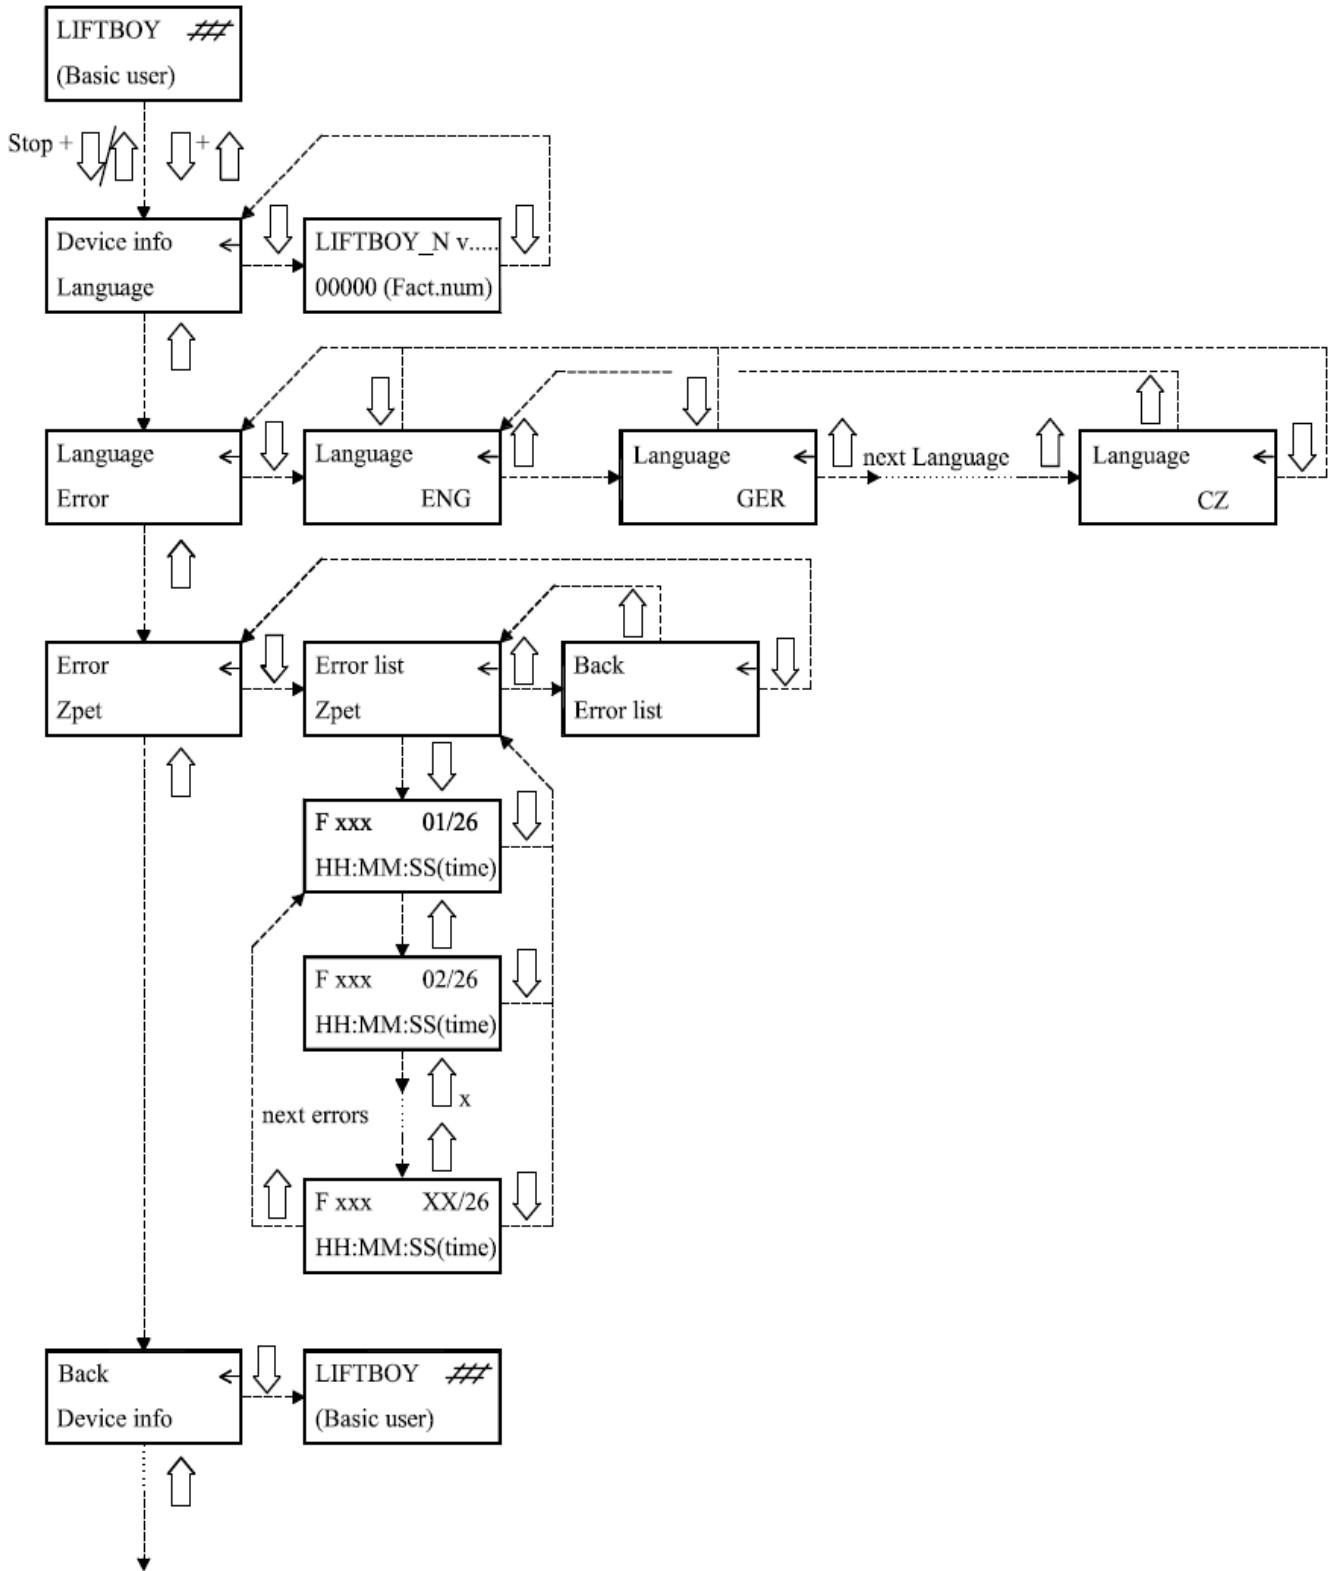 LIFTBOY
(Basic user)
Stop +
/
+
Device info
Language
LIFTBOY_N v.....
00000 (Fact.num)
Language
Error
Language
ENG
Language
GER
next Language
Language
CZ
Error
Zpet
Error list
Zpet
Back
Error list
F xxx 01/26
HH:MM:SS(time)
F xxx 02/26
HH:MM:SS(time)
x
next errors
F xxx XX/26
HH:MM:SS(time)
Back
Device info
LIFTBOY
(Basic user)